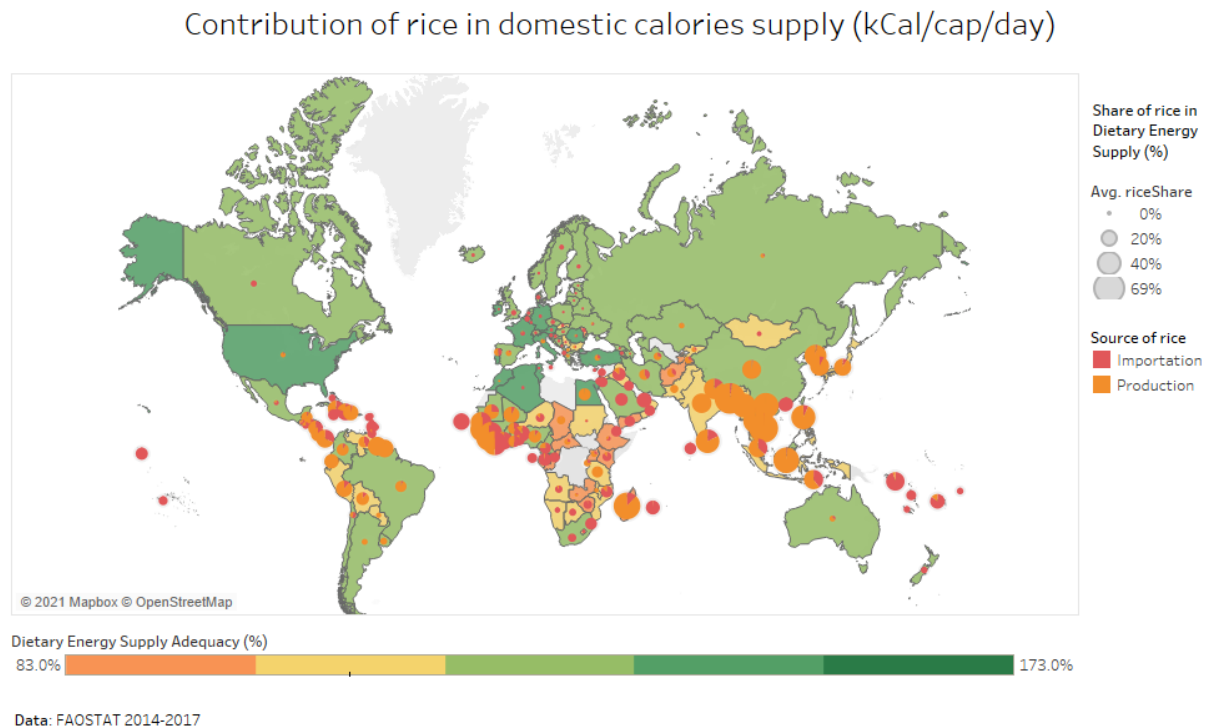 Contribution of rice in domestic calories supply (kCal/cap/day)
Share of rice in
Dietary Energy
Supply (%)
Avg. riceShare
0%
20%
40%
69%
Source of rice
Importation
Production
© 2021 Mapbox © OpenStreetMap
Dietary Energy Supply Adequacy (%)
83.0%
173.0%
Data: FAOSTAT 2014-2017